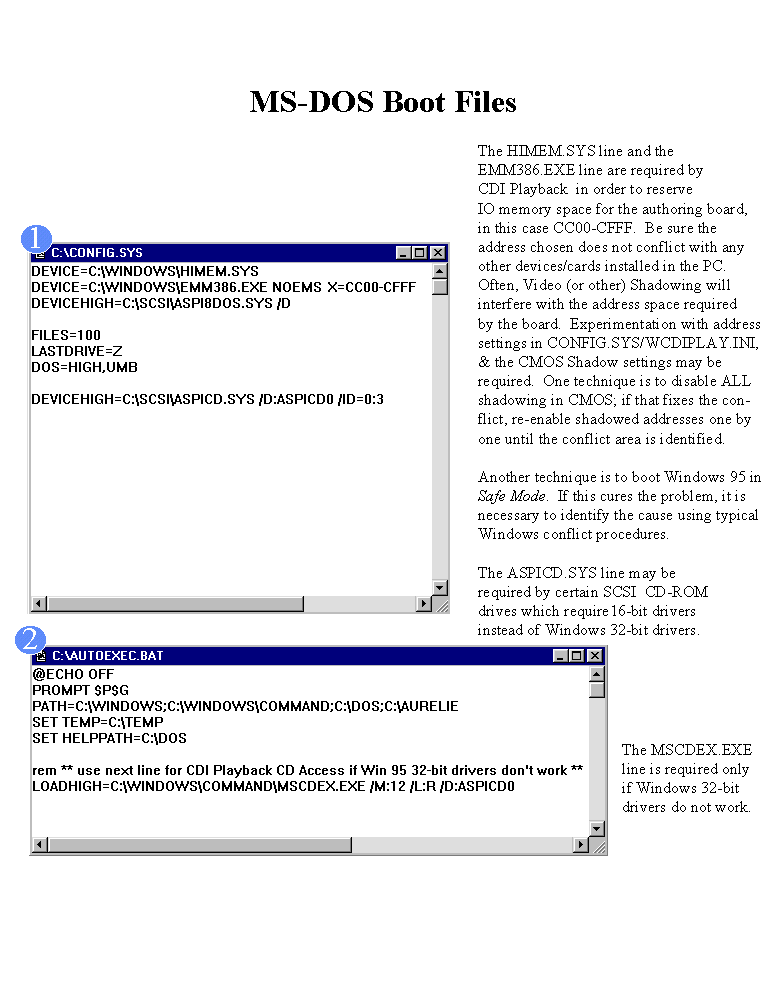 MS-DOS Boot Files
The HIMEM.SYS line and the
EMM386.EXE line are required by
CDI Playback in order to reserve
IO memory space for the authoring board,
in this case CC00-CFFF. Be sure the
address chosen does not conflict with any
other devices/cards installed in the PC.
Often, Video (or other) Shadowing will
interfere with the address space required
by the board. Experimentation with address
settings in CONFIG.SYS/WCDIPLAY.INI,
& the CMOS Shadow settings may be
required. One technique is to disable ALL
shadowing in CMOS; if that fixes the con-
flict, re-enable shadowed addresses one by
one until the conflict area is identified.
Another technique is to boot Windows 95 in
Safe Mode. If this cures the problem, it is
necessary to identify the cause using typical
Windows conflict procedures.
The ASPICD.SYS line may be
required by certain SCSI CD-ROM
drives which require 16-bit drivers
instead of Windows 32-bit drivers.
1
C:\CONFIG.SYS
DEVICE=C:\WINDOWS\HIMEM.SYS
DEVICE=C:\WINDOWS\EMM386.EXE NOEMS X=CC00-CFFF
DEVICEHIGH=C:\SCSI\ASPI8DOS.SYS /D
FILES=100
LASTDRIVE=Z
DOS=HIGH,UMB
DEVICEHIGH=C:\SCSI\ASPICD.SYS /D:ASPICD0 /ID=0:3
2
C:\AUTOEXEC.BAT
@ECHO OFF
PROMPT $P$G
PATH=C:\WINDOWS;C:\WINDOWS\COMMAND;C:\DOS;C:\AURELIE
SET TEMP=C:\TEMP
SET HELPPATH=C:\DOS
rem ** use next line for CDI Playback CD Access if Win 95 32-bit drivers don't work **
LOADHIGH=C:\WINDOWS\COMMAND\MSCDEX.EXE /M:12 /L:R /D:ASPICD0
The MSCDEX.EXE
line is required only
if Windows 32-bit
drivers do not work.